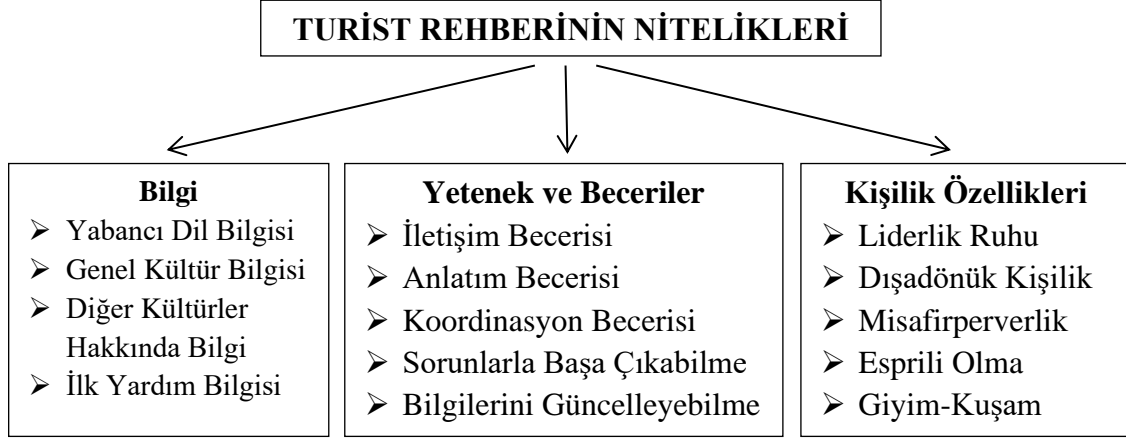 TURİST REHBERİNİN NİTELİKLERİ
Bilgi
➢ Yabancı Dil Bilgisi
➢ Genel Kültür Bilgisi
➢ Diğer Kültürler
Hakkında Bilgi
➢ İlk Yardım Bilgisi
Yetenek ve Beceriler
➢ İletişim Becerisi
➢ Anlatım Becerisi
➢ Koordinasyon Becerisi
➢ Sorunlarla Başa Çıkabilme
➢ Bilgilerini Güncelleyebilme
Kişilik Özellikleri
➢ Liderlik Ruhu
➢ Dışadönük Kişilik
➢ Misafirperverlik
➢ Esprili Olma
➢ Giyim-Kuşam